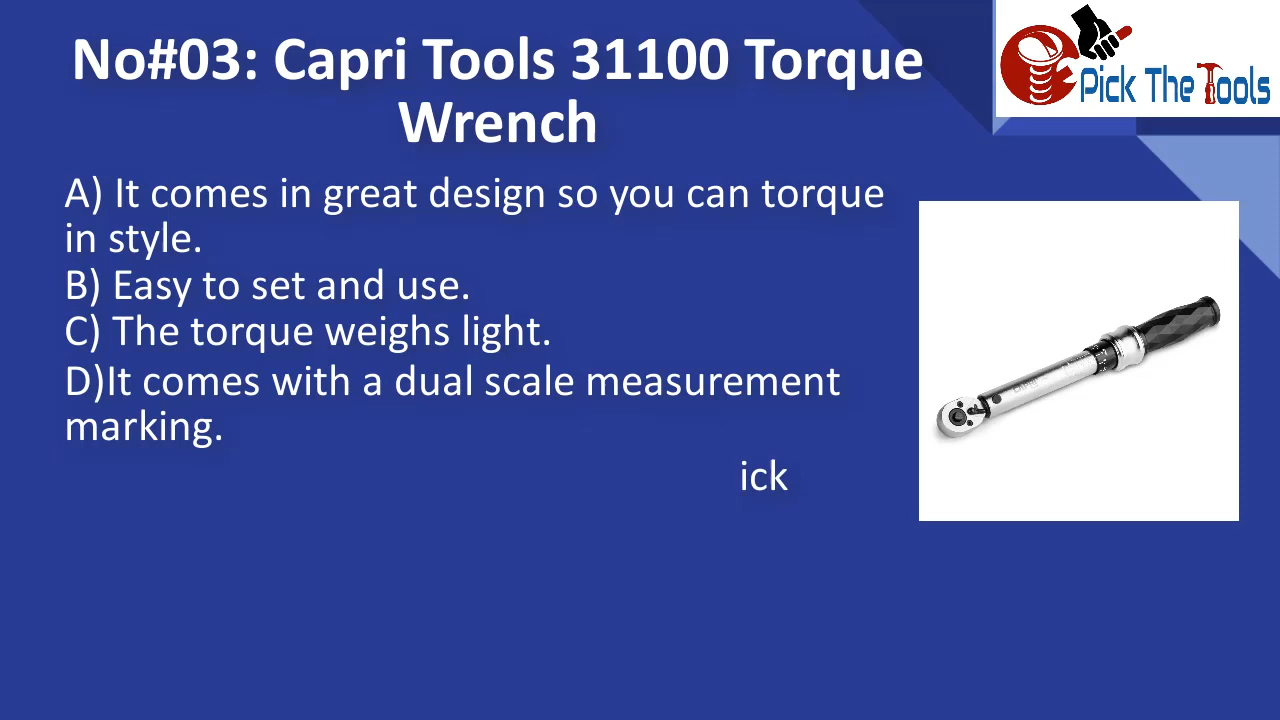 No#03: Capri Tools 31100 Torque
Wrench
Pick The Tools
A) It comes in great design so you can torque
in style.
B) Easy to set and use.
C) The torque weighs light.
D)It comes with a dual scale measurement
marking.
ick